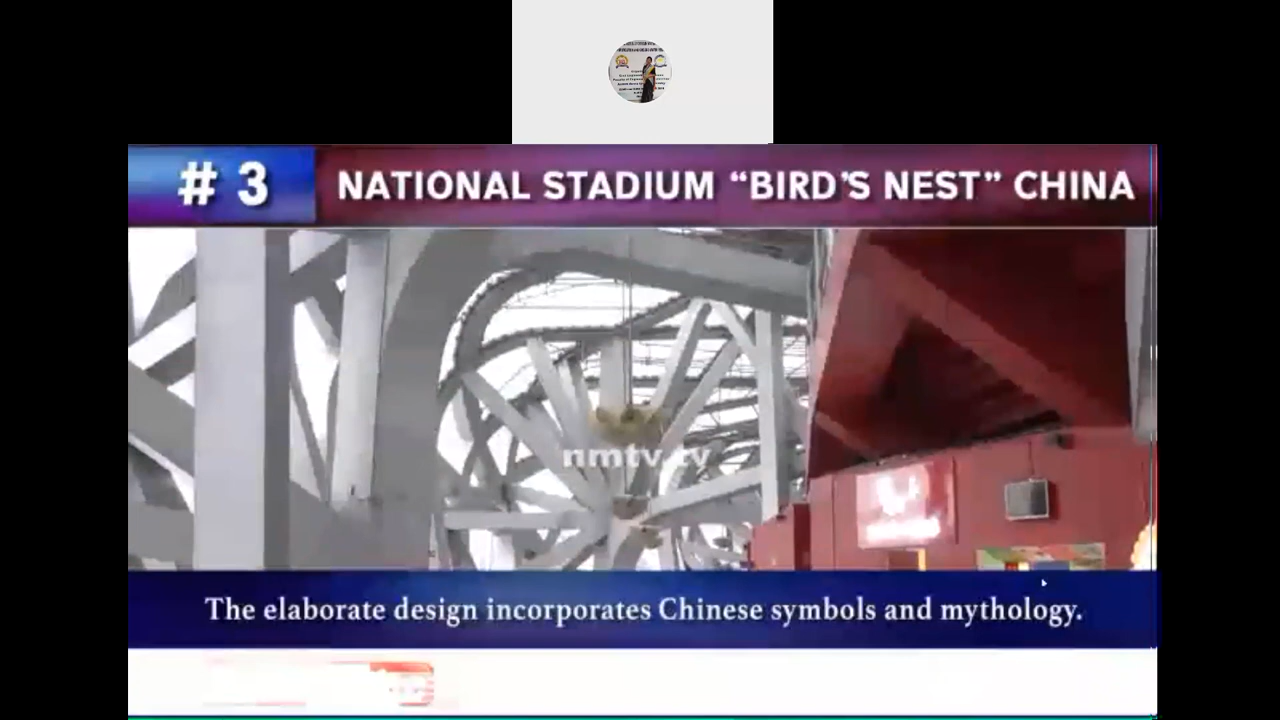 # 3
NATIONAL STADIUM “BIRD’S NEST” CHINA
nmtv.tv
The elaborate design incorporates Chinese symbols and mythology.